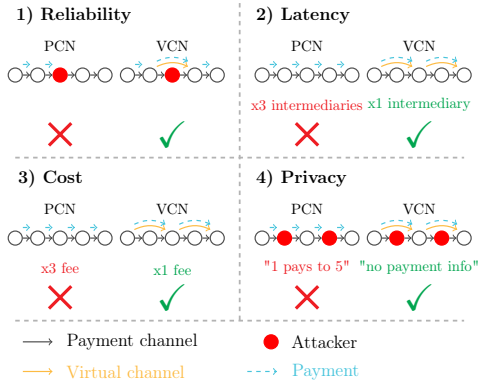 1) Reliability
PCN
VCN
2) Latency
PCN
VCN
x3 intermediaries
x1 intermediary
3) Cost
PCN
VCN
x3 fee
x1 fee
4) Privacy
PCN
VCN
"1 pays to 5"
"no payment info"
Payment channel
Attacker
Virtual channel
Payment